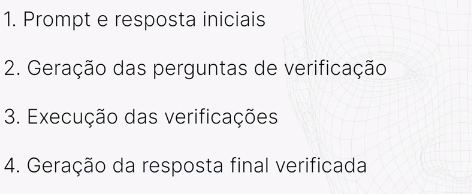 1. Prompt e resposta iniciais
2. Geração das perguntas de verificação
3. Execução das verificações
4. Geração da resposta final verificada